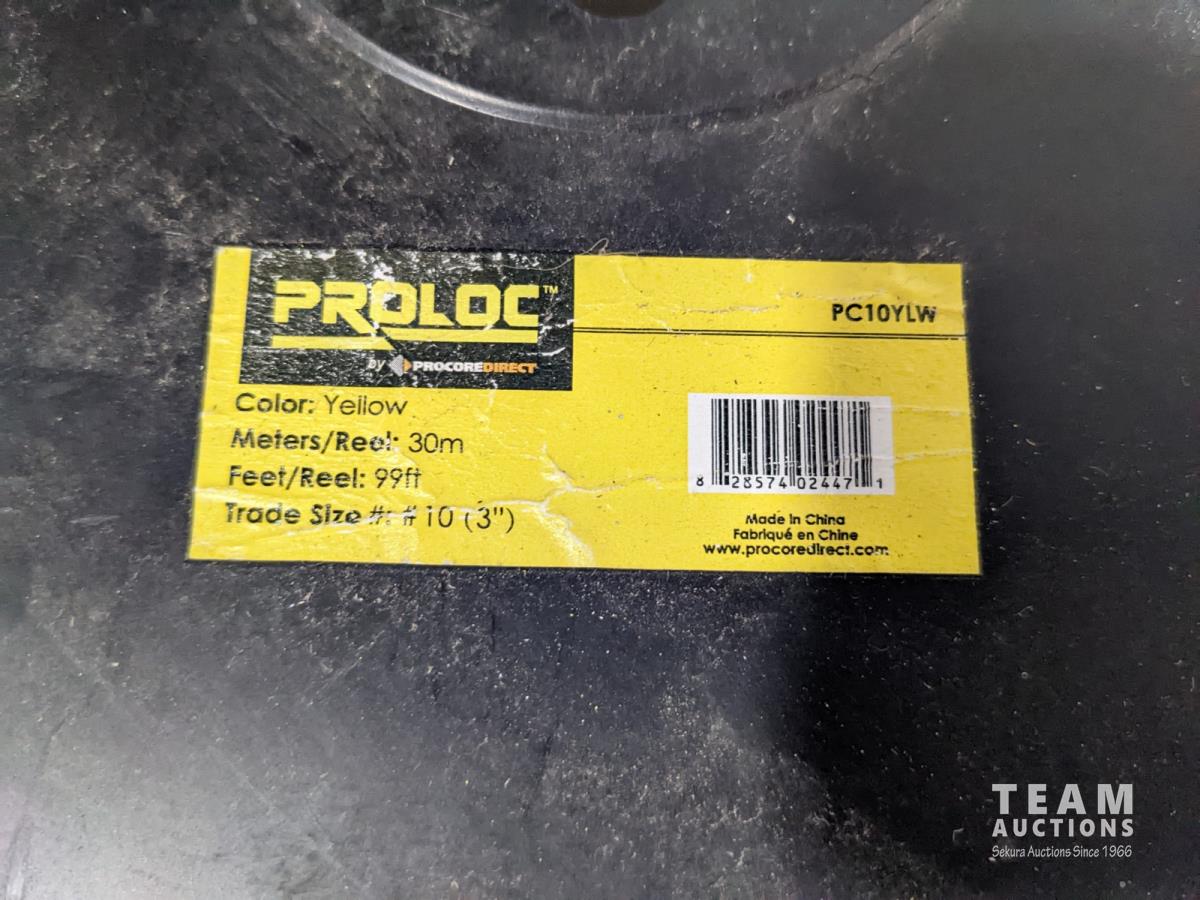 PROLOC™
by PROCOREDIRECT
PC10YLW
Color: Yellow
Meters/Reel: 30m
Feet/Reel: 99ft
Trade Size #: #10 (3")
8 28574 02447 1
Made in China
Fabriqué en Chine
www.procoredirect.com
TEAM
AUCTIONS
Sekura Auctions Since 1966